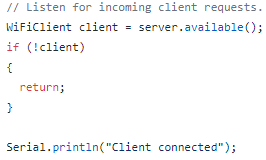 // Listen for incoming client requests.
WiFiClient client = server.available();
if (!client)
{
  return;
}

Serial.println("Client connected");